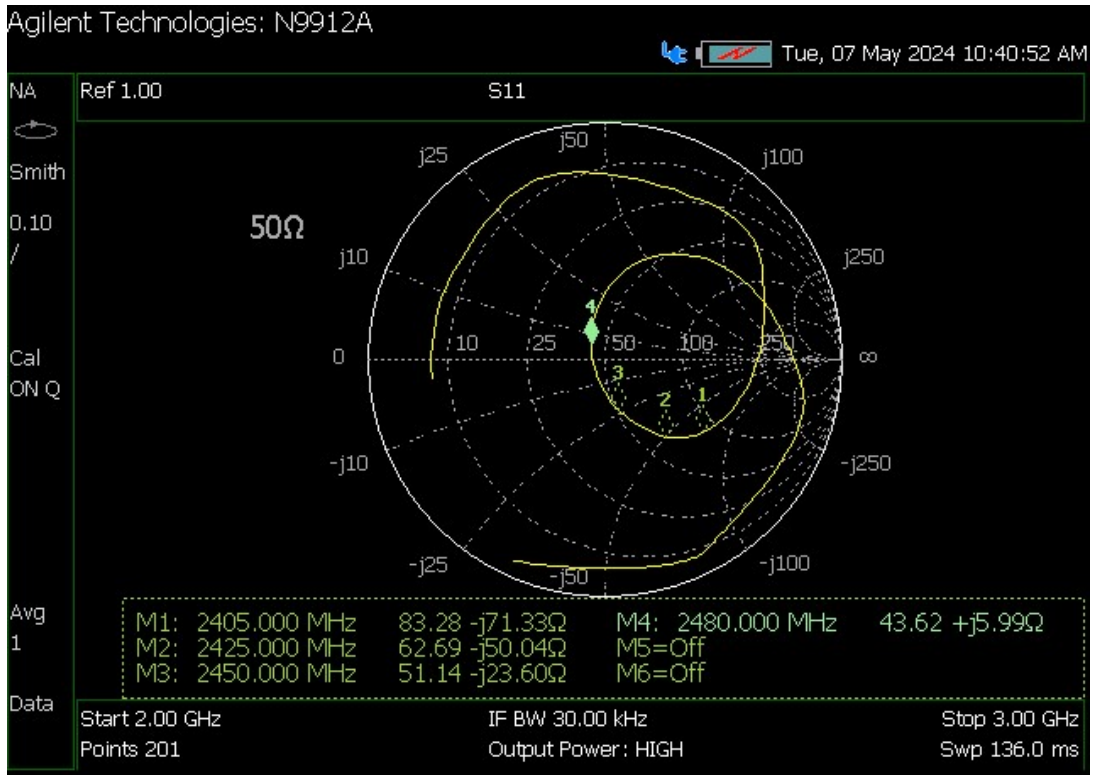 Agilent Technologies: N9912A
Tue, 07 May 2024 10:40:52 AM
NA
Ref 1.00
S11
Smith
0.10
/
Cal
ON Q
Avg
1
Data
50Ω
j50
j25
j100
j10
j250
4
0
10
25
50
100
250
∞
3
2
1
-j10
-j250
-j25
-j50
-j100
M1: 2405.000 MHz 83.28 -j71.33Ω M4: 2480.000 MHz 43.62 +j5.99Ω
M2: 2425.000 MHz 62.69 -j50.04Ω M5=Off
M3: 2450.000 MHz 51.14 -j23.60Ω M6=Off
Start 2.00 GHz IF BW 30.00 kHz Stop 3.00 GHz
Points 201 Output Power: HIGH Swp 136.0 ms